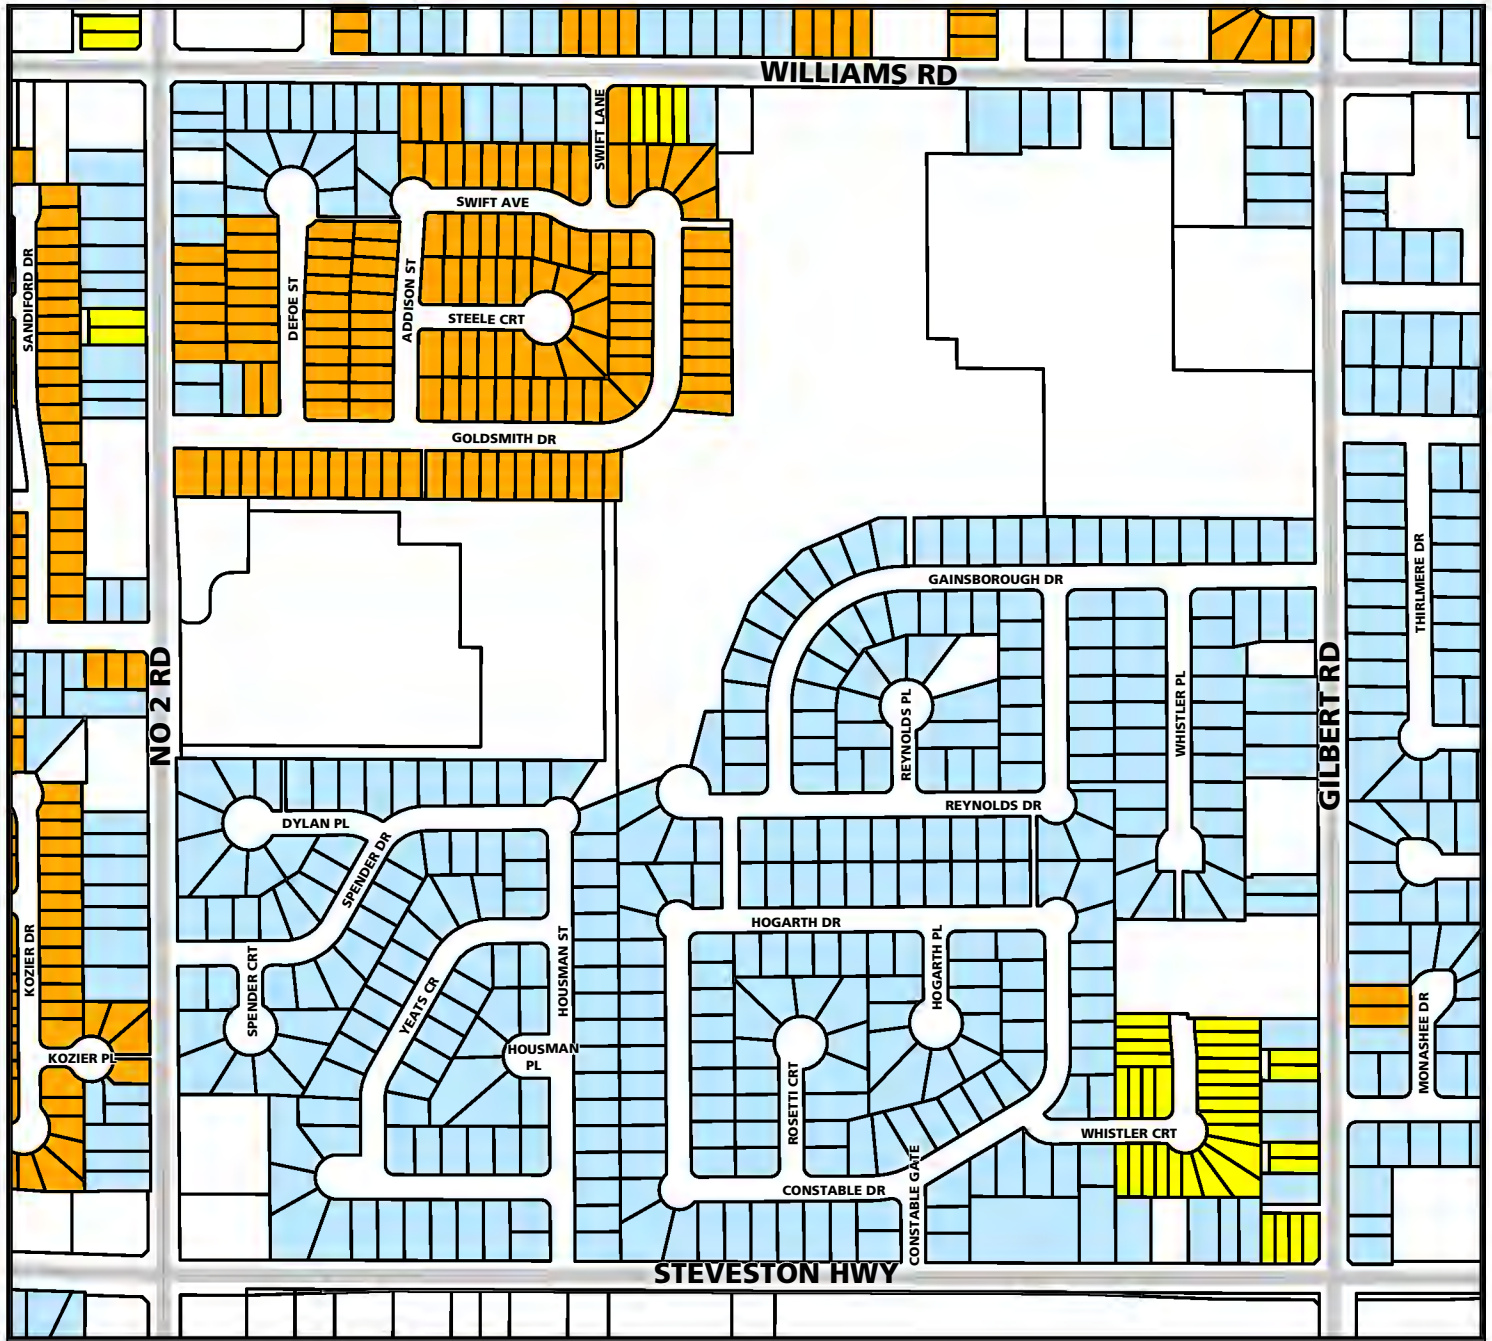 WILLIAMS RD
SWIFT LANE
SWIFT AVE
SANDIFORD DR
DEFOE ST
ADDISON ST
STEELE CRT
GOLDSMITH DR
GAINSBOROUGH DR
THIRLMERE DR
NO 2 RD
GILBERT RD
WHISTLER PL
REYNOLDS PL
REYNOLDS DR
DYLAN PL
SPENDER DR
HOGARTH DR
KOZIER DR
SPENDER CRT
YEATS CR
HOUSMAN ST
HOGARTH PL
HOUSMAN
PL
KOZIER PL
MONASHEE DR
ROSETTI CRT
WHISTLER CRT
CONSTABLE DR
CONSTABLE GATE
STEVESTON HWY